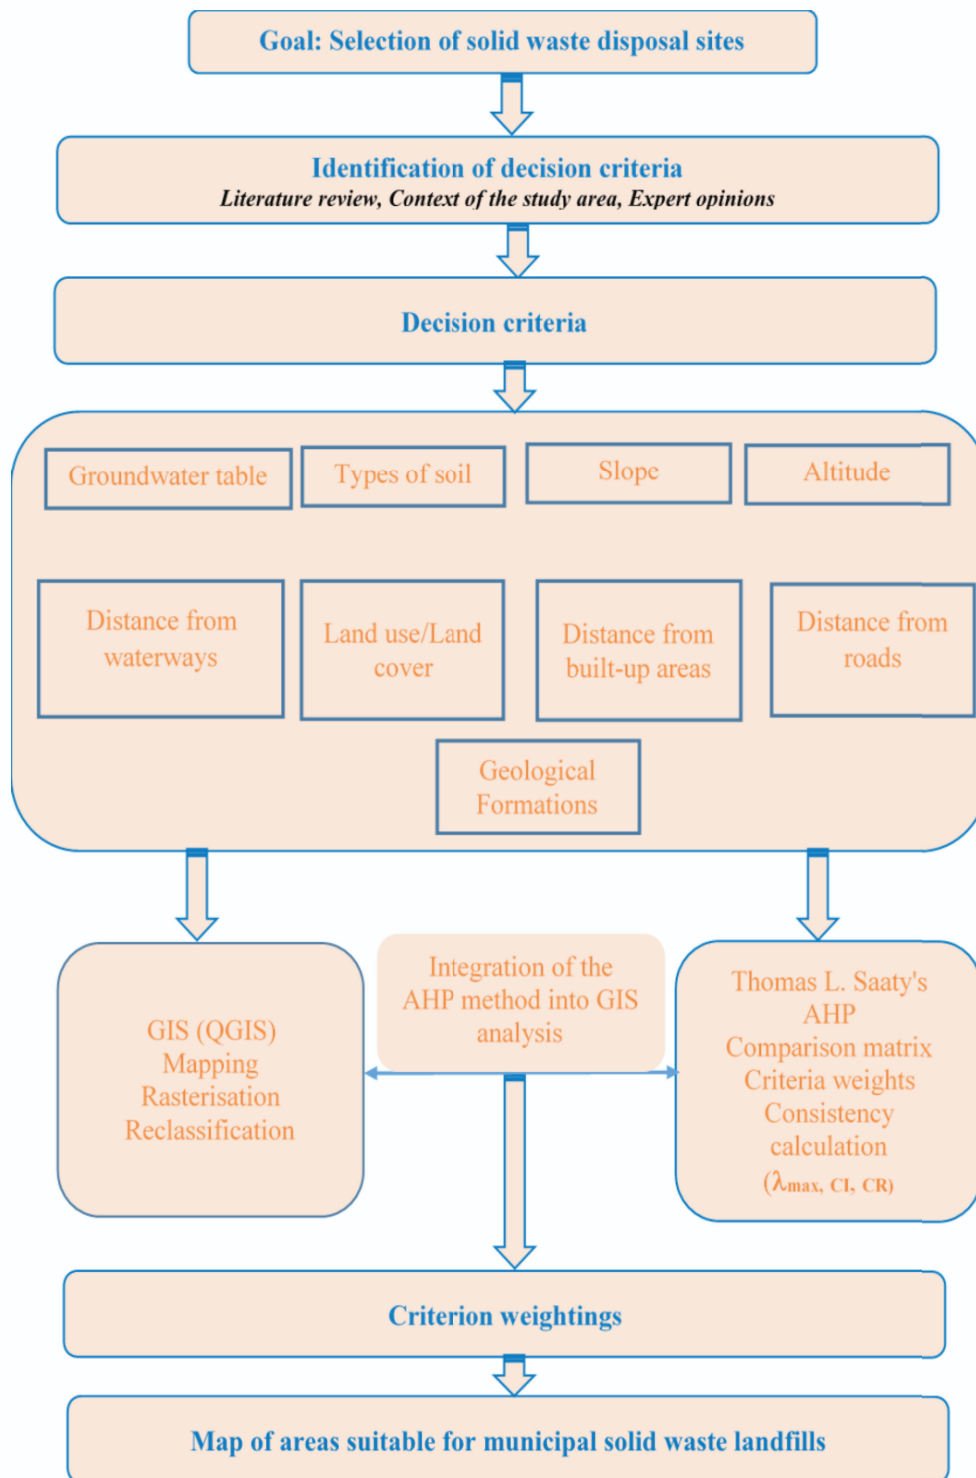 Goal: Selection of solid waste disposal sites
Identification of decision criteria
Literature review, Context of the study area, Expert opinions
Decision criteria
Groundwater table
Types of soil
Slope
Altitude
Distance from
waterways
Land use/Land
cover
Distance from
built-up areas
Distance from
roads
Geological
Formations
GIS (QGIS)
Mapping
Rasterisation
Reclassification
Integration of the
AHP method into GIS
analysis
Thomas L. Saaty's
AHP
Comparison matrix
Criteria weights
Consistency
calculation
(λmax, CI, CR)
Criterion weightings
Map of areas suitable for municipal solid waste landfills